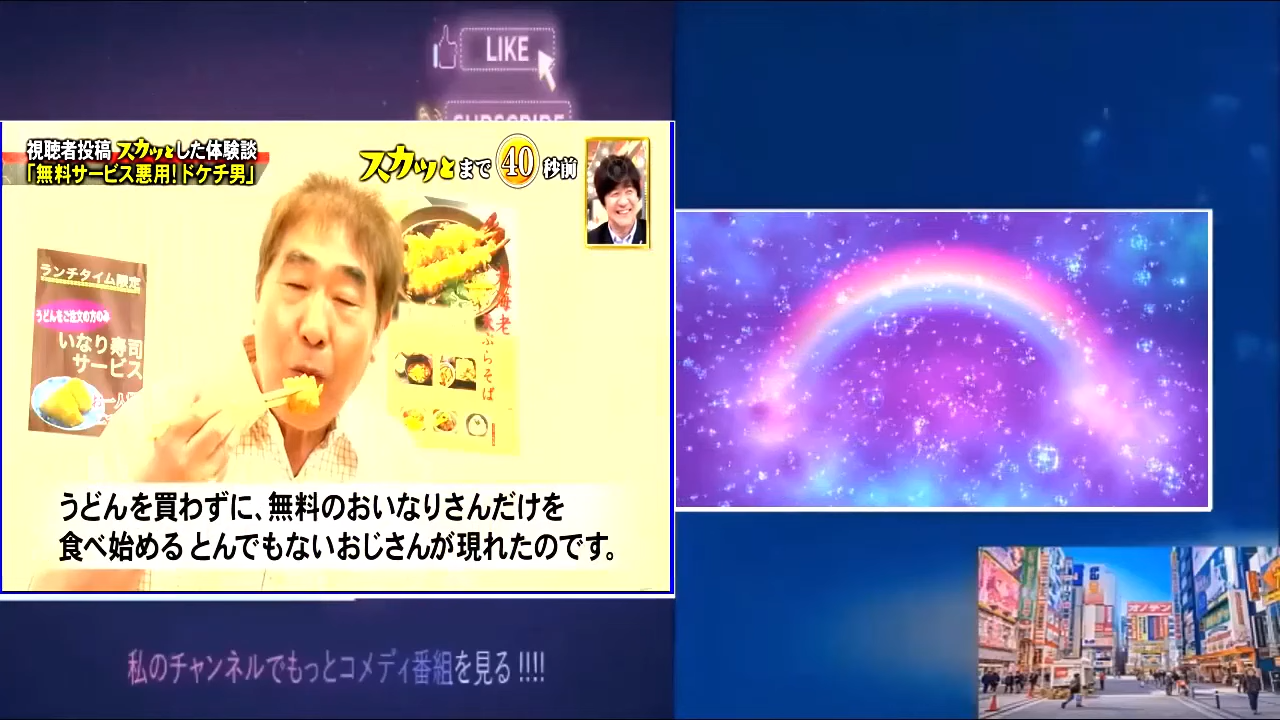 LIKE
SUBSCRIBE
視聴者投稿 スカッとした体験談
「無料サービス悪用!ドケチ男」
スカッとまで 40 秒前
ランチタイム限定
うどんをご注文の方のみ
いなり寿司
サービス
海老
ぷらそば
うどんを買わずに、無料のおいなりさんだけを
食べ始める とんでもないおじさんが現れたのです。
オノデン
私のチャンネルでもっとコメディ番組を見る !!!!